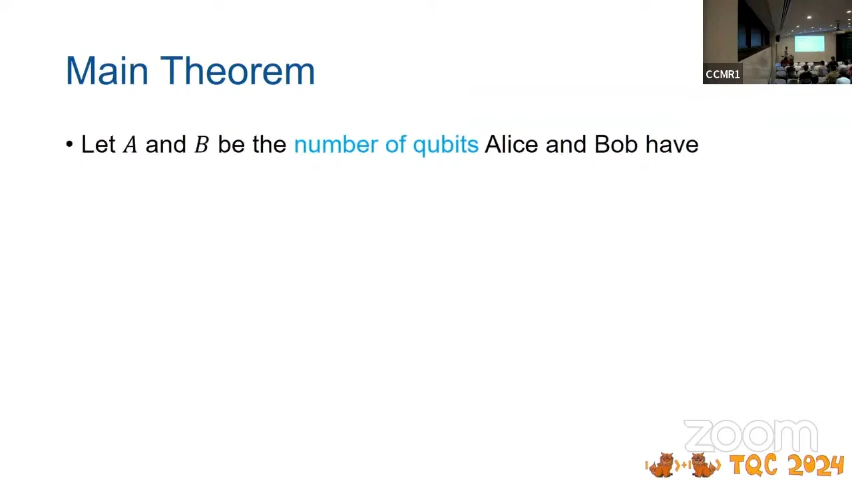 Main Theorem
CCMR1
• Let A and B be the number of qubits Alice and Bob have
zoom
TQC 2024